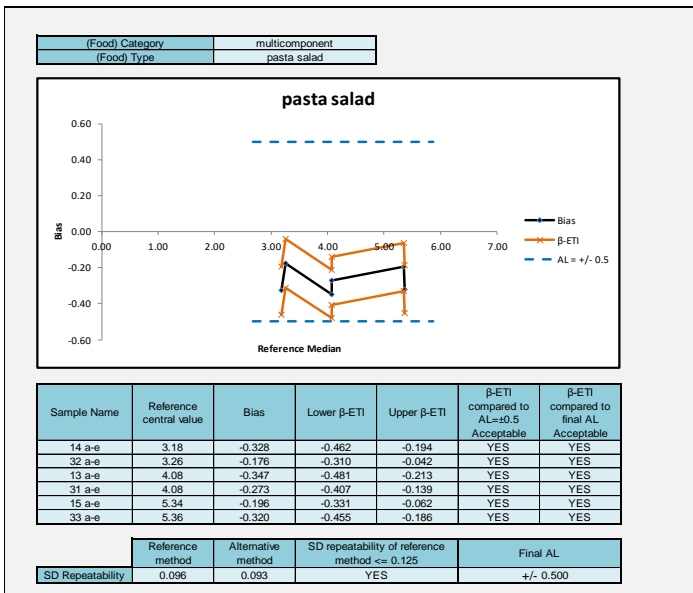 (Food) Category multicomponent
(Food) Type pasta salad
pasta salad
0.60
0.40
0.20
0.00
0.00 1.00 2.00 3.00 4.00 5.00 6.00 7.00
-0.20
-0.40
-0.60
Bias
Reference Median
Bias
β-ETI
AL = +/- 0.5
Sample Name Reference central value Bias Lower β-ETI Upper β-ETI β-ETI compared to AL=±0.5 Acceptable β-ETI compared to final AL Acceptable
14 a-e 3.18 -0.328 -0.462 -0.194 YES YES
32 a-e 3.26 -0.176 -0.310 -0.042 YES YES
13 a-e 4.08 -0.347 -0.481 -0.213 YES YES
31 a-e 4.08 -0.273 -0.407 -0.139 YES YES
15 a-e 5.34 -0.196 -0.331 -0.062 YES YES
33 a-e 5.36 -0.320 -0.455 -0.186 YES YES
Reference method Alternative method SD repeatability of reference method <= 0.125 Final AL
SD Repeatability 0.096 0.093 YES +/- 0.500